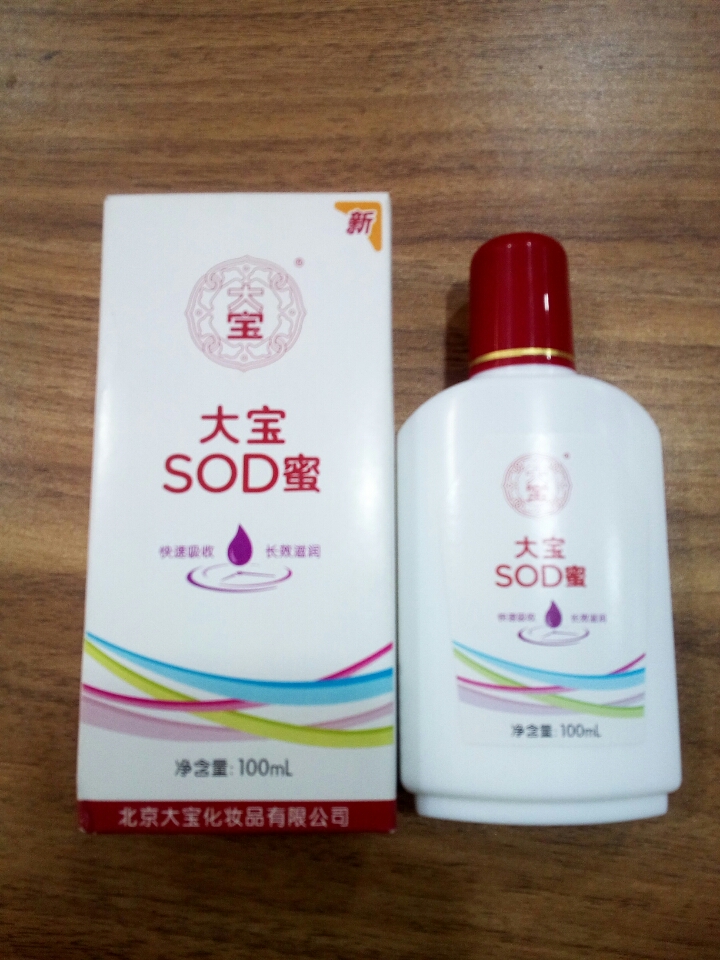 新
大
宝
®
大宝
SOD蜜
快速吸收 长效滋润
净含量: 100mL
北京大宝化妆品有限公司
大
宝
大宝
SOD蜜
快速吸收 长效滋润
净含量: 100mL